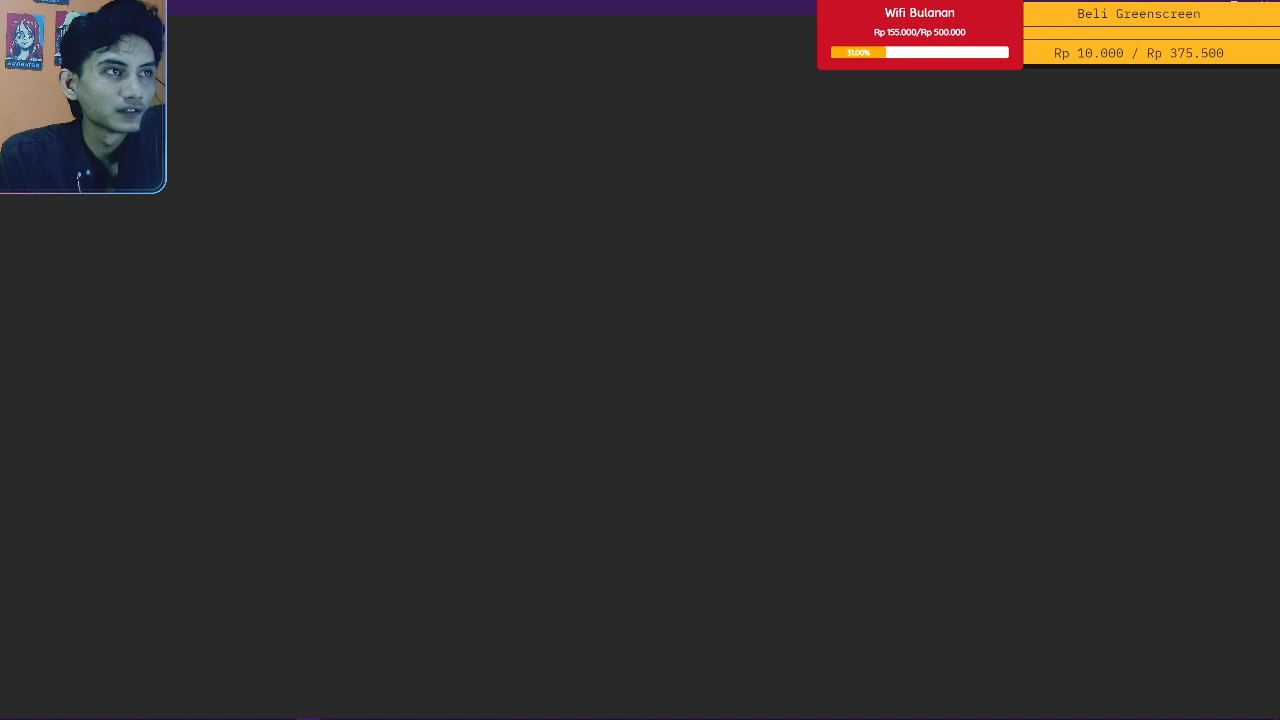 Wifi Bulanan
Rp 155.000/Rp 500.000
31.00%
Beli Greenscreen
Rp 10.000 / Rp 375.500